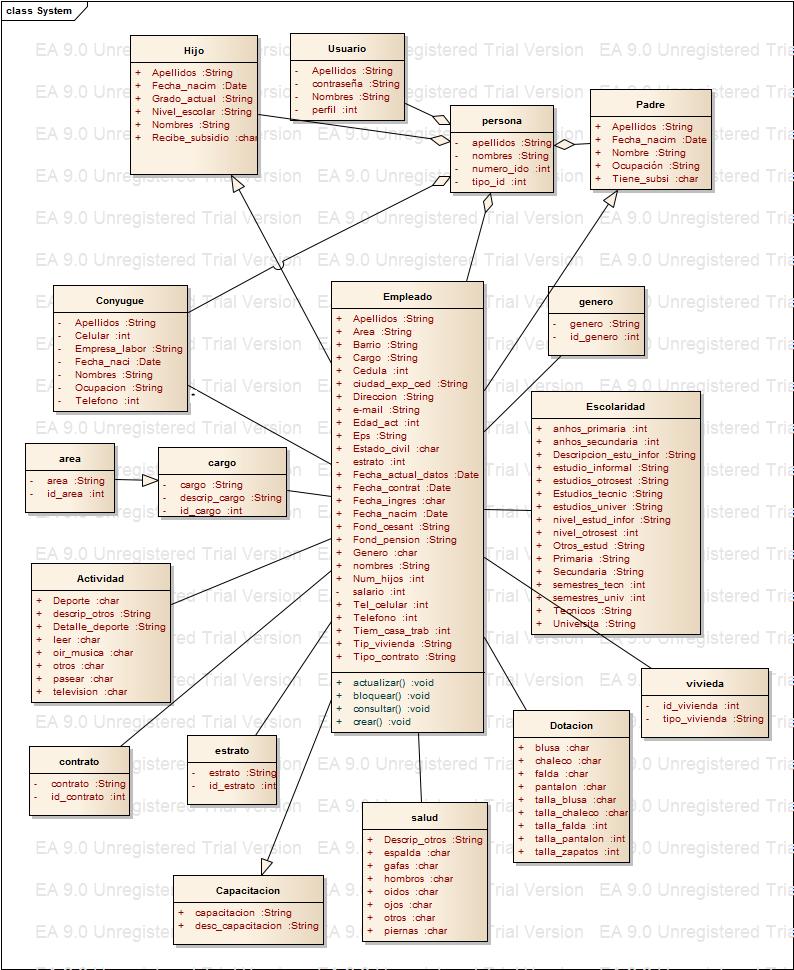 class System
EA 9.0 Unregistered Trial Version
Hijo
+ Apellidos :String
+ Fecha_nacim :Date
+ Grado_actual :String
+ Nivel_escolar :String
+ Nombres :String
+ Recibe_subsidio :char
Usuario
- Apellidos :String
- contraseña :String
- Nombres :String
- perfil :int
persona
- apellidos :String
- nombres :String
- numero_ido :int
- tipo_id :int
Padre
+ Apellidos :String
+ Fecha_nacim :Date
+ Nombre :String
+ Ocupación :String
+ Tiene_subsi :char
Conyugue
- Apellidos :String
- Celular :int
- Empresa_labor :String
- Fecha_naci :Date
- Nombres :String
- Ocupacion :String
- Telefono :int
*
Empleado
+ Apellidos :String
+ Area :String
+ Barrio :String
+ Cargo :String
+ Cedula :int
+ ciudad_exp_ced :String
+ Direccion :String
+ e-mail :String
+ Edad_act :int
+ Eps :String
+ Estado_civil :char
- estrato :int
+ Fecha_actual_datos :Date
+ Fecha_contrat :Date
+ Fecha_ingres :char
+ Fecha_nacim :Date
+ Fond_cesant :String
+ Fond_pension :String
+ Genero :char
+ nombres :String
+ Num_hijos :int
- salario :int
+ Tel_celular :int
+ Telefono :int
+ Tiem_casa_trab :int
+ Tip_vivienda :String
+ Tipo_contrato :String
+ actualizar() :void
+ bloquear() :void
+ consultar() :void
+ crear() :void
genero
- genero :String
- id_genero :int
Escolaridad
+ anhos_primaria :int
+ anhos_secundaria :int
+ Descripcion_estu_infor :String
+ estudio_informal :String
+ estudios_otrosest :String
+ Estudios_tecnic :String
+ estudios_univer :String
+ nivel_estud_infor :String
+ nivel_otrosest :int
+ Otros_estud :String
+ Primaria :String
+ Secundaria :String
+ semestres_tecn :int
+ semestres_univ :int
+ Tecnicos :String
+ Universita :String
area
- area :String
- id_area :int
cargo
- cargo :String
- descrip_cargo :String
- id_cargo :int
Actividad
+ Deporte :char
+ descrip_otros :String
+ Detalle_deporte :String
+ leer :char
+ oir_musica :char
+ otros :char
+ pasear :char
+ television :char
vivieda
- id_vivienda :int
- tipo_vivienda :String
contrato
- contrato :String
- id_contrato :int
estrato
- estrato :String
- id_estrato :int
Dotacion
+ blusa :char
+ chaleco :char
+ falda :char
+ pantalon :char
+ talla_blusa :char
+ talla_chaleco :char
+ talla_falda :int
+ talla_pantalon :int
+ talla_zapatos :int
salud
+ Descrip_otros :String
+ espalda :char
+ gafas :char
+ hombros :char
+ oidos :char
+ ojos :char
+ otros :char
+ piernas :char
Capacitacion
+ capacitacion :String
+ desc_capacitacion :String